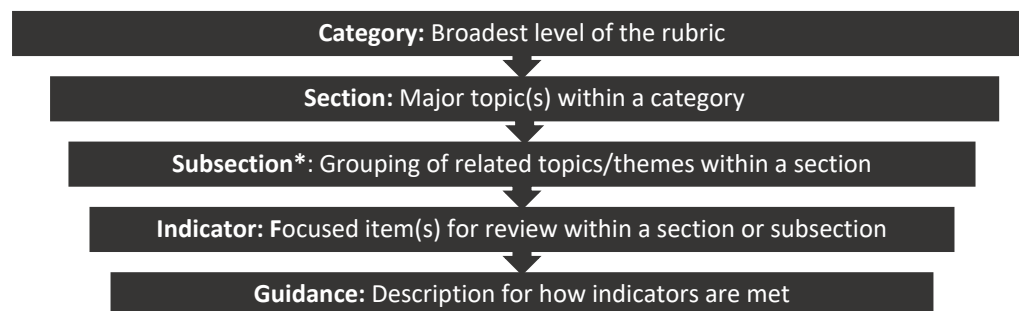 Category: Broadest level of the rubric
Section: Major topic(s) within a category
Subsection*: Grouping of related topics/themes within a section
Indicator: Focused item(s) for review within a section or subsection
Guidance: Description for how indicators are met